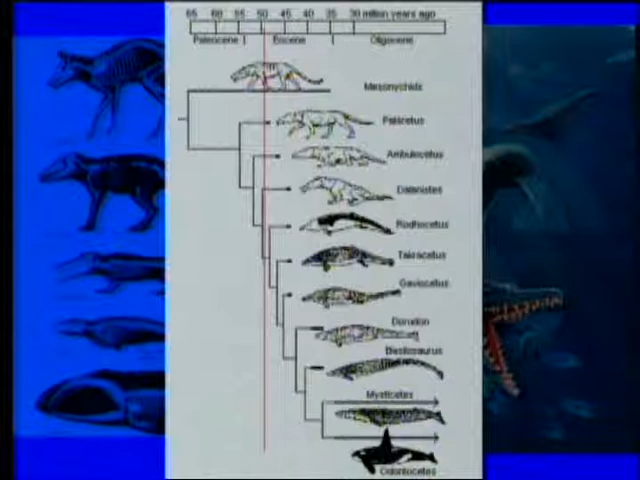 65 60 55 50 45 40 35 30 million years ago
Paleocene Eocene Oligocene
Mesonychids
Pakicetus
Ambulocetus
Dalanistes
Rodhocetus
Takracetus
Gaviocetus
Dorudon
Basilosaurus
Mysticetes
Odontocetes